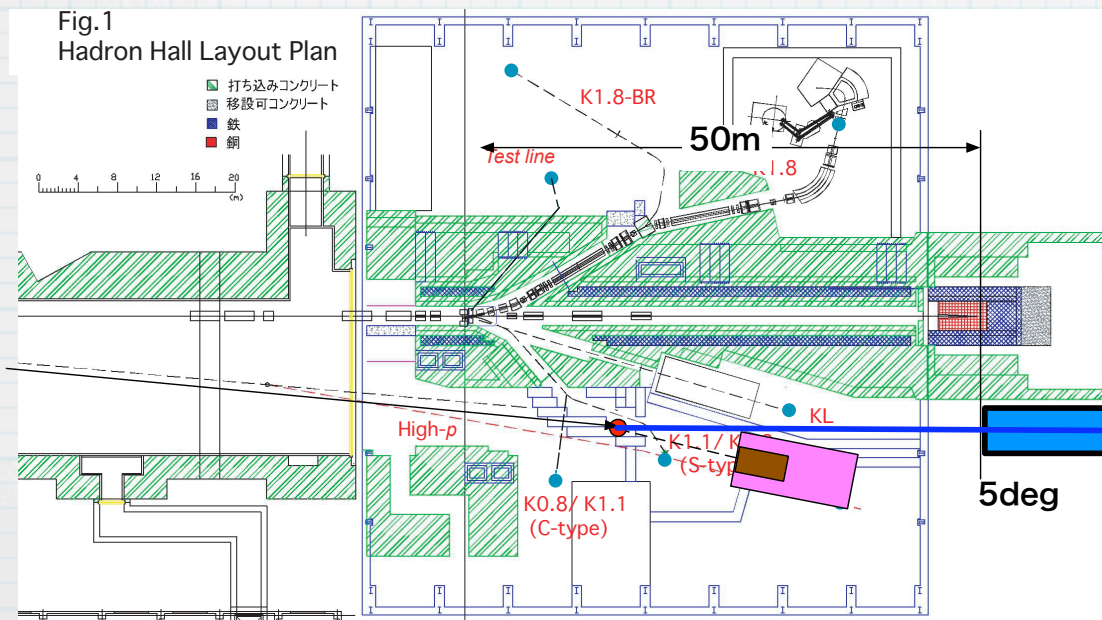 Fig.1
Hadron Hall Layout Plan
打ち込みコンクリート
移設可コンクリート
鉄
銅
0 4 8 12 16 20
(m)
K1.8-BR
50m
Test line
K1.8
KL
High-p
K1.1/
(S-type
K0.8/ K1.1
(C-type)
5deg